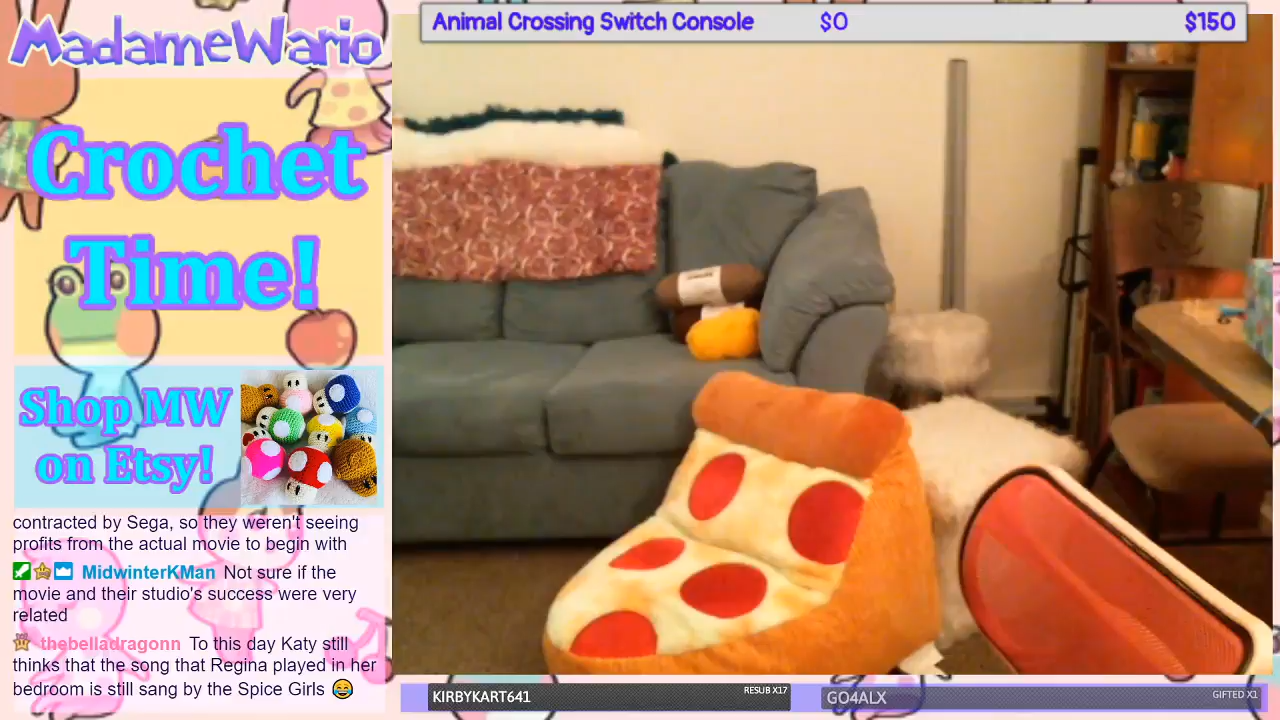 MadameWario
Crochet
Time!
Shop MW
on Etsy!
contracted by Sega, so they weren't seeing
profits from the actual movie to begin with
MidwinterKMan Not sure if the
movie and their studio's success were very
related
thebelladragonn To this day Katy still
thinks that the song that Regina played in her
bedroom is still sang by the Spice Girls 😂
Animal Crossing Switch Console $0 $150
KIRBYKART641 RESUB X17
GO4ALX GIFTED X1